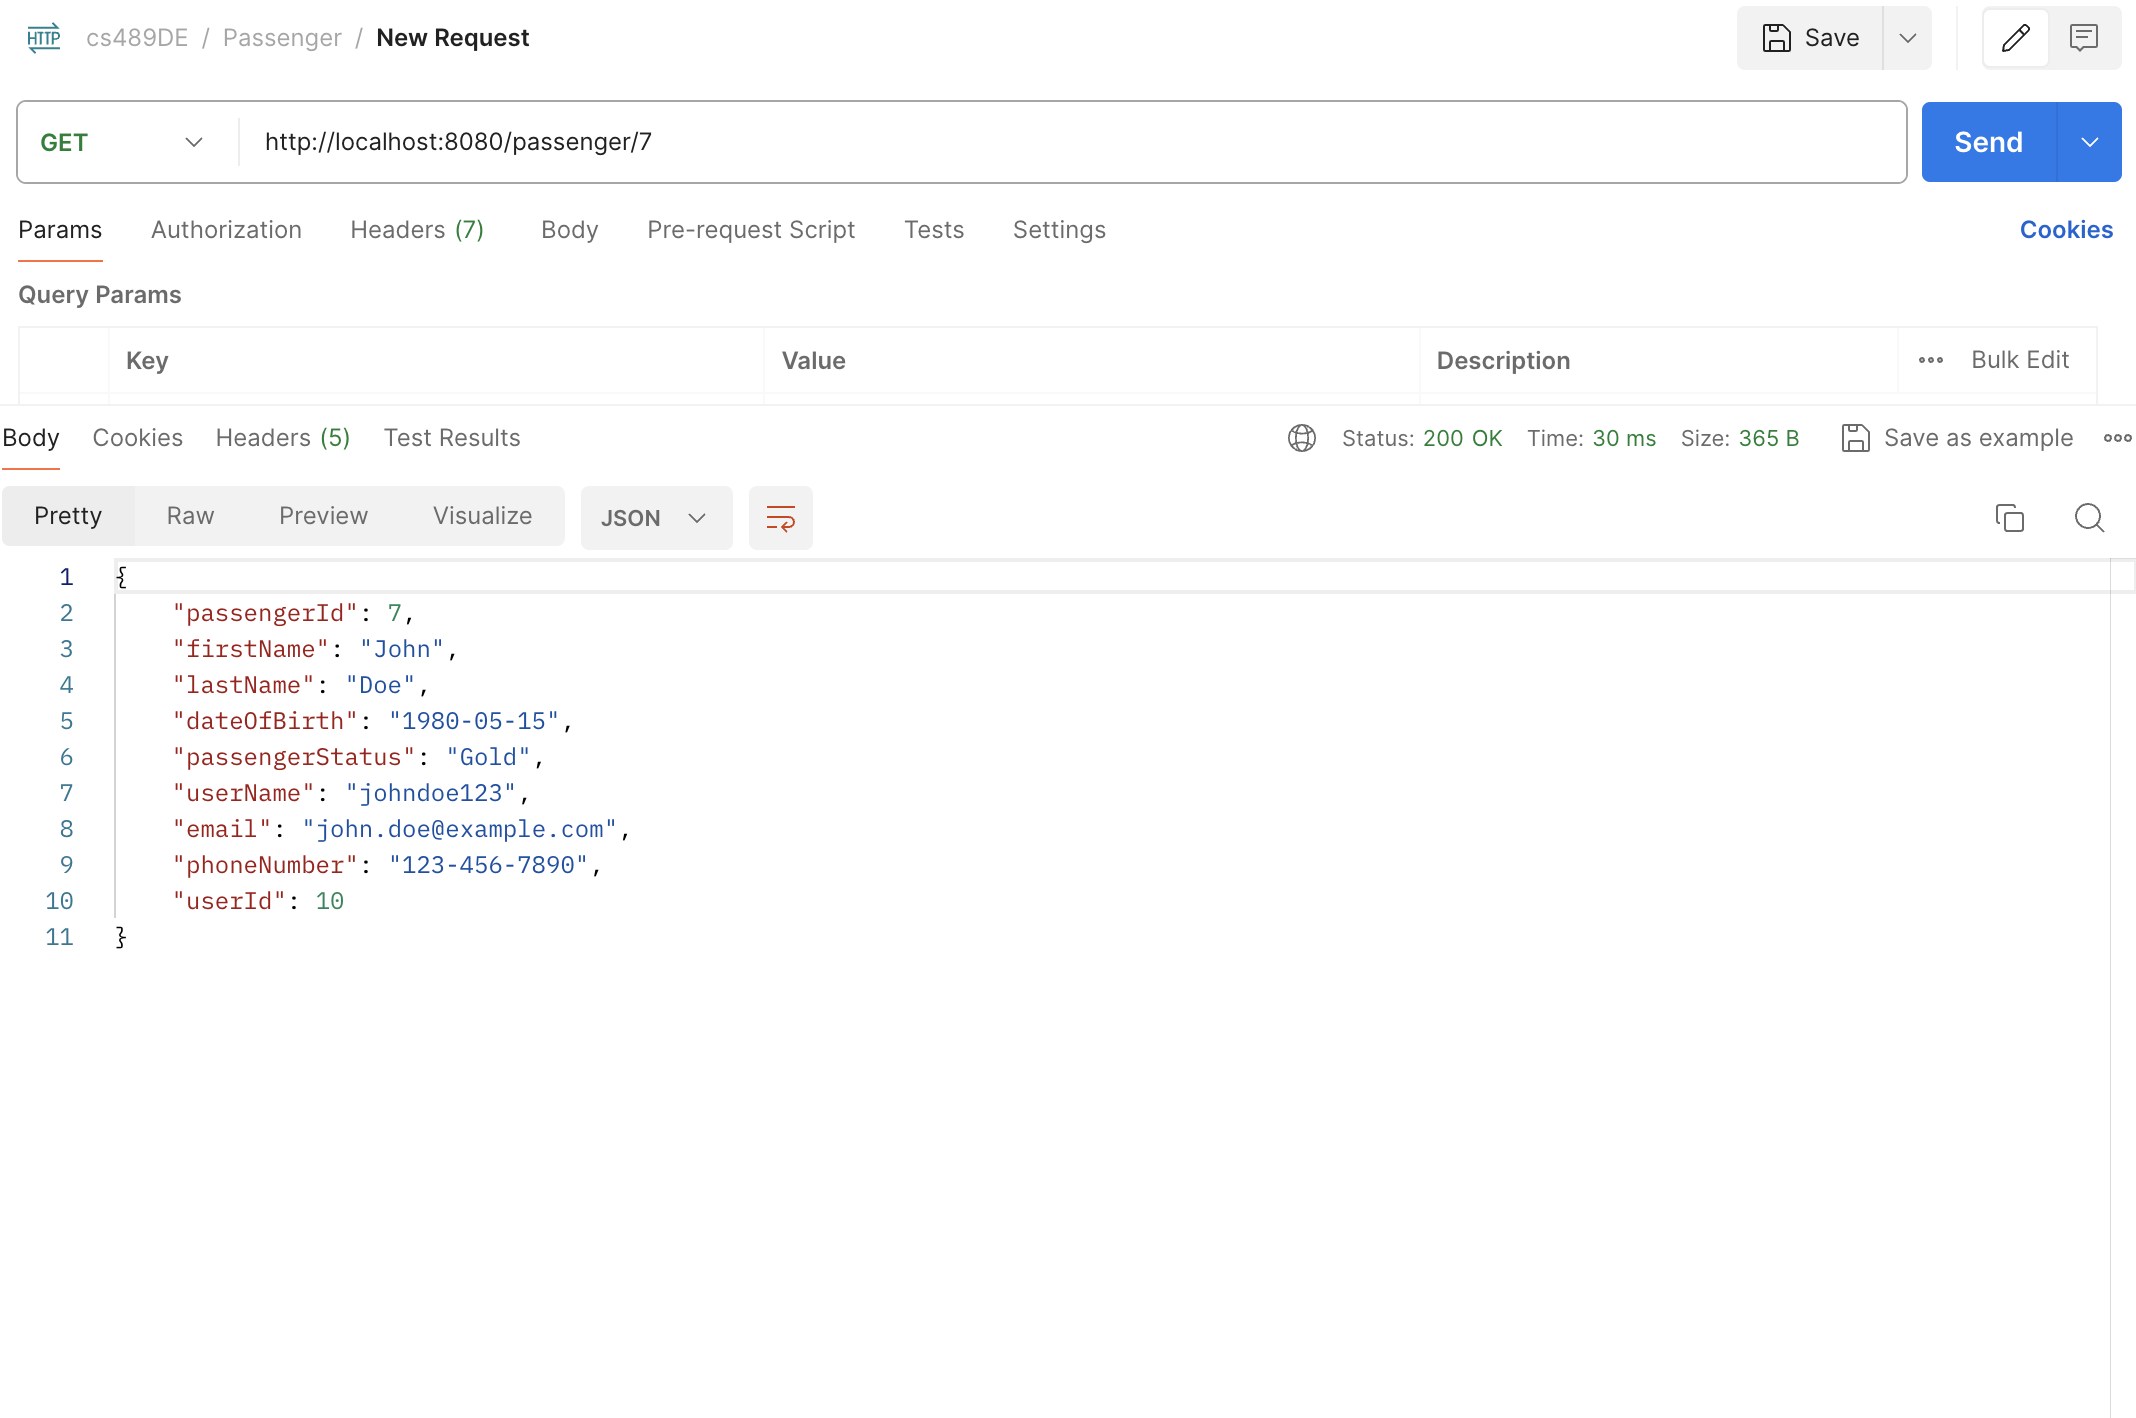 HTTP cs489DE / Passenger / New Request Save
GET http://localhost:8080/passenger/7 Send
Params Authorization Headers (7) Body Pre-request Script Tests Settings Cookies
Query Params
Key Value Description Bulk Edit
Body Cookies Headers (5) Test Results Status: 200 OK Time: 30 ms Size: 365 B Save as example
Pretty Raw Preview Visualize JSON
1 {
2 "passengerId": 7,
3 "firstName": "John",
4 "lastName": "Doe",
5 "dateOfBirth": "1980-05-15",
6 "passengerStatus": "Gold",
7 "userName": "johndoe123",
8 "email": "john.doe@example.com",
9 "phoneNumber": "123-456-7890",
10 "userId": 10
11 }